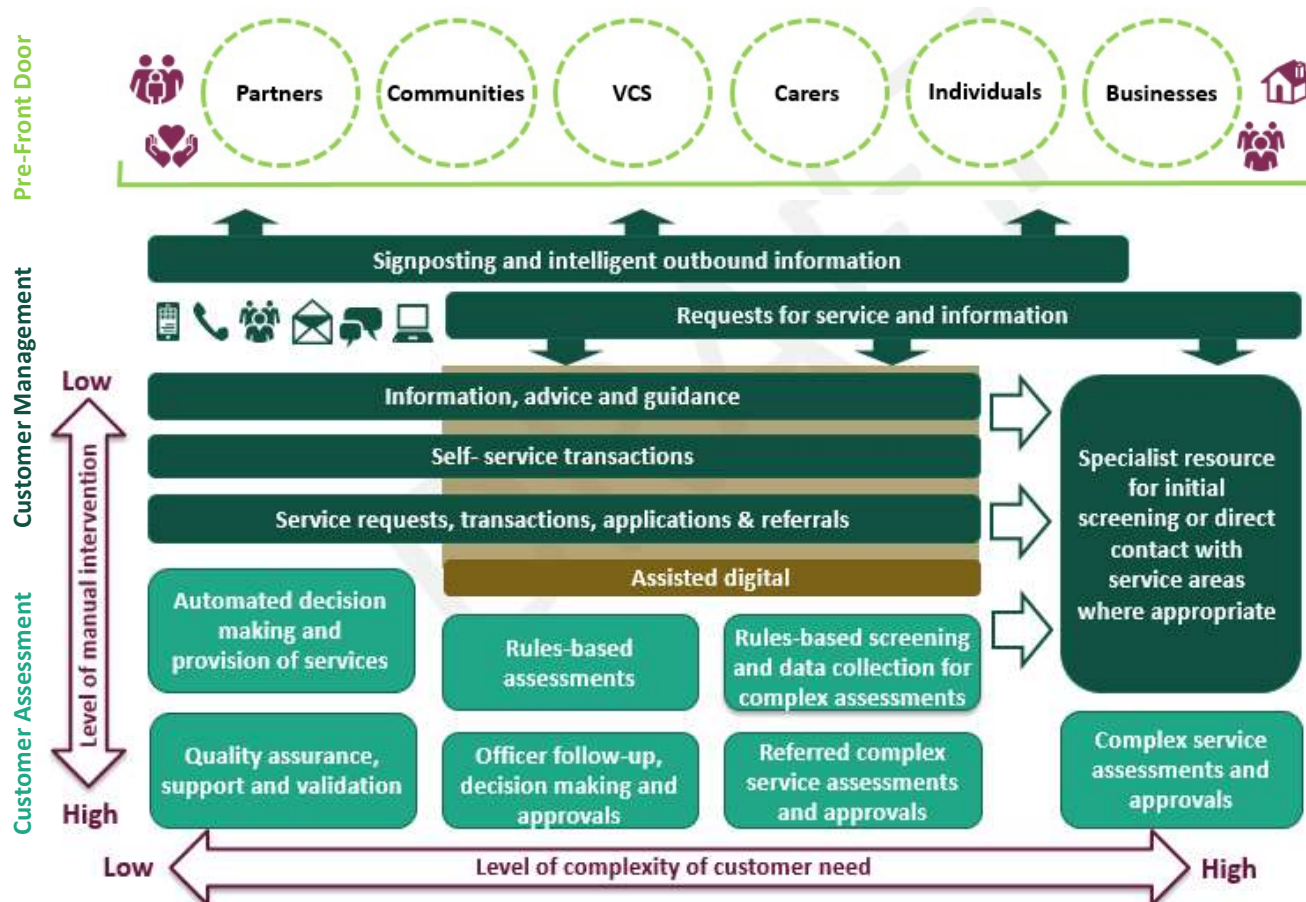 Pre-Front Door
Partners
Communities
VCS
Carers
Individuals
Businesses
Customer Management
Signposting and intelligent outbound information
Requests for service and information
Low
Level of manual intervention
High
Information, advice and guidance
Self- service transactions
Service requests, transactions, applications & referrals
Assisted digital
Specialist resource
for initial
screening or direct
contact with
service areas
where appropriate
Customer Assessment
Automated decision
making and
provision of services
Rules-based
assessments
Rules-based screening
and data collection for
complex assessments
Quality assurance,
support and validation
Officer follow-up,
decision making and
approvals
Referred complex
service assessments
and approvals
Complex service
assessments and
approvals
Low
Level of complexity of customer need
High